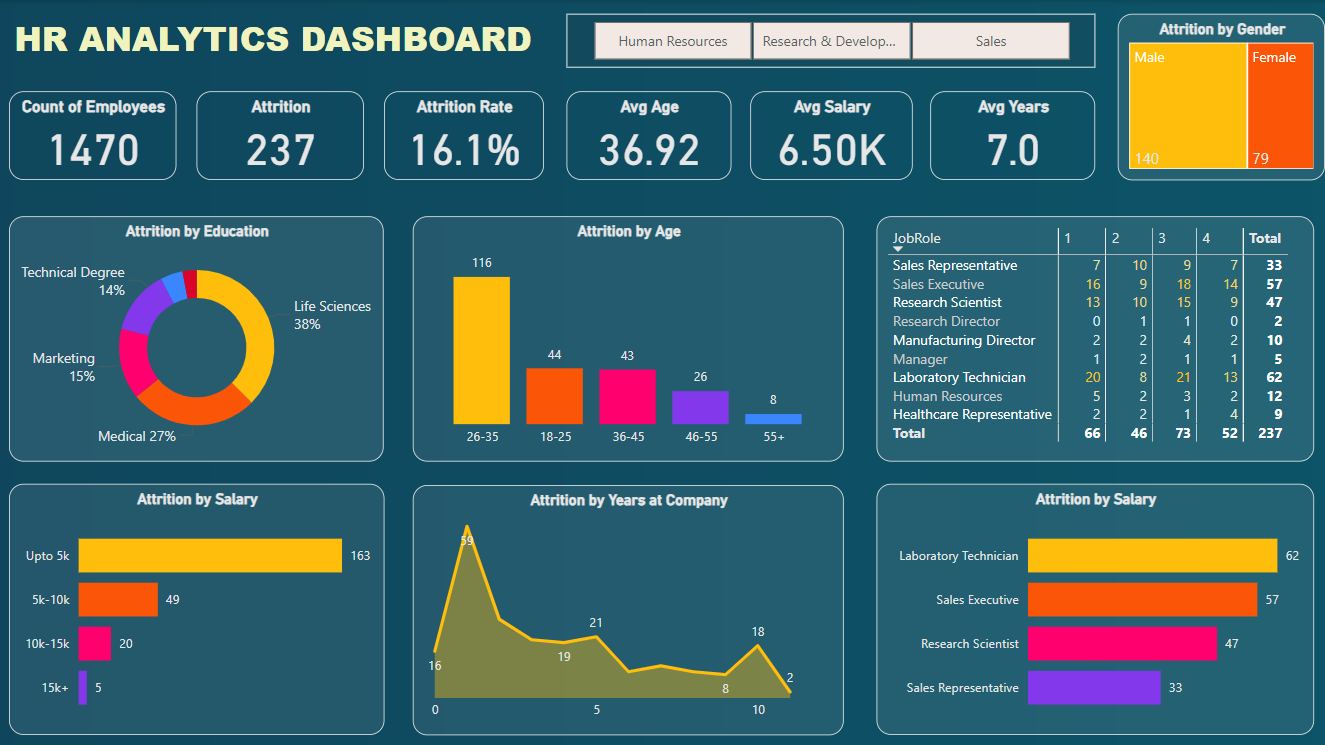 HR ANALYTICS DASHBOARD
Human Resources
Research & Develop...
Sales
Attrition by Gender
Male
Female
140
79
Count of Employees
1470
Attrition
237
Attrition Rate
16.1%
Avg Age
36.92
Avg Salary
6.50K
Avg Years
7.0
Attrition by Education
Technical Degree
14%
Life Sciences
38%
Marketing
15%
Medical 27%
Attrition by Age
116
44
43
26
8
26-35
18-25
36-45
46-55
55+
JobRole 1 2 3 4 Total
Sales Representative 7 10 9 7 33
Sales Executive 16 9 18 14 57
Research Scientist 13 10 15 9 47
Research Director 0 1 1 0 2
Manufacturing Director 2 2 4 2 10
Manager 1 2 1 1 5
Laboratory Technician 20 8 21 13 62
Human Resources 5 2 3 2 12
Healthcare Representative 2 2 1 4 9
Total 66 46 73 52 237
Attrition by Salary
Upto 5k 163
5k-10k 49
10k-15k 20
15k+ 5
Attrition by Years at Company
59
21
18
16
19
8
2
0
5
10
Attrition by Salary
Laboratory Technician 62
Sales Executive 57
Research Scientist 47
Sales Representative 33